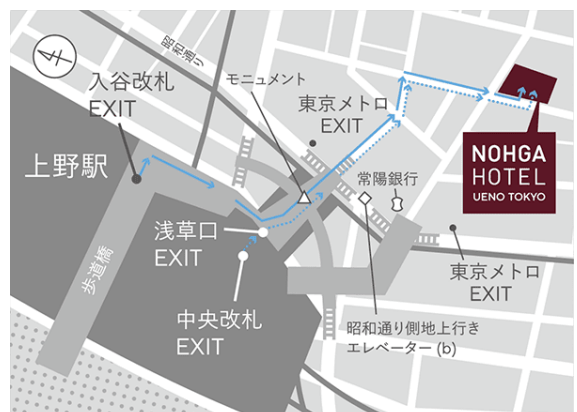 昭和通り
入谷改札
EXIT
モニュメント
東京メトロ
EXIT
上野駅
NOHGA
HOTEL
UENO TOKYO
常陽銀行
浅草口
EXIT
歩道橋
東京メトロ
EXIT
中央改札
EXIT
昭和通り側地上行き
エレベーター (b)